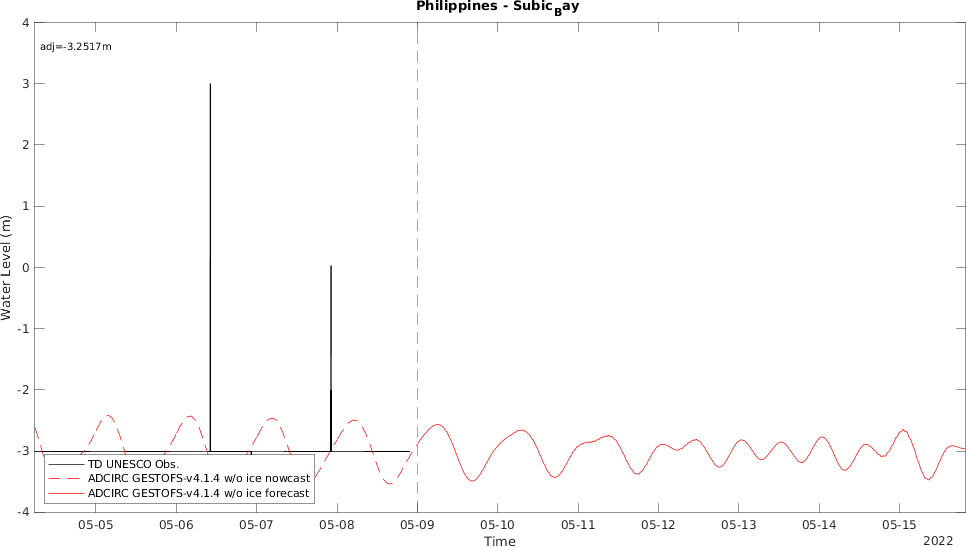 Philippines - Subic_Bay
4
adj=-3.2517m
3
2
1
0
-1
-2
-3
-4
Water Level (m)
TD UNESCO Obs.
ADCIRC GESTOFS-v4.1.4 w/o ice nowcast
ADCIRC GESTOFS-v4.1.4 w/o ice forecast
05-05 05-06 05-07 05-08 05-09 05-10 05-11 05-12 05-13 05-14 05-15
Time
2022